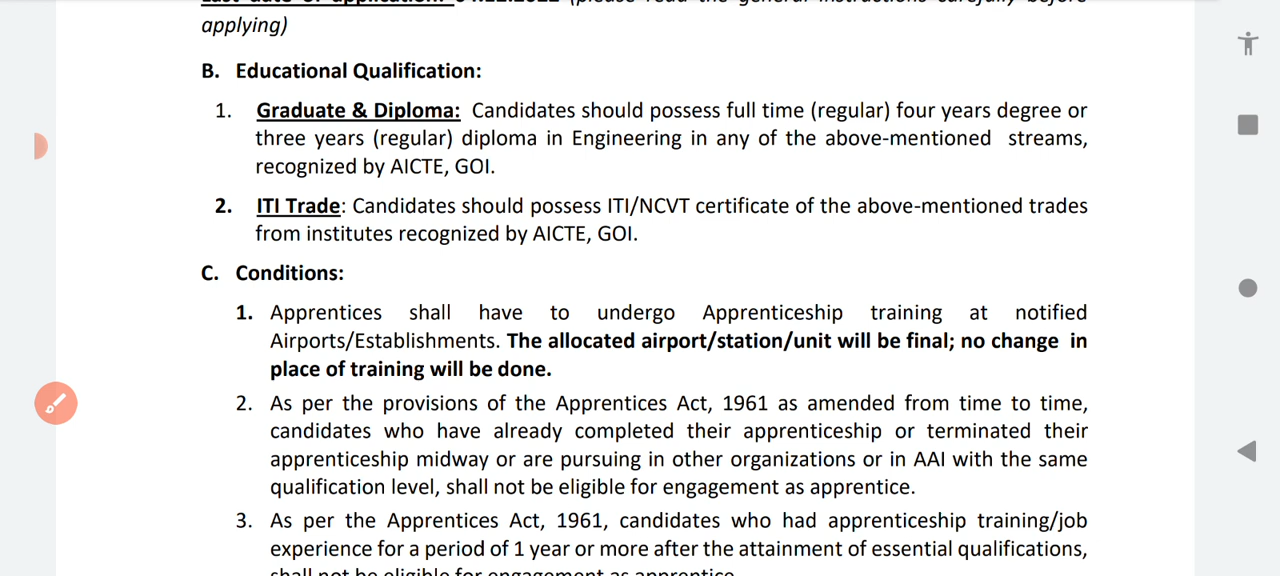 applying)
B. Educational Qualification:
1. Graduate & Diploma: Candidates should possess full time (regular) four years degree or
three years (regular) diploma in Engineering in any of the above-mentioned streams,
recognized by AICTE, GOI.
2. ITI Trade: Candidates should possess ITI/NCVT certificate of the above-mentioned trades
from institutes recognized by AICTE, GOI.
C. Conditions:
1. Apprentices shall have to undergo Apprenticeship training at notified
Airports/Establishments. The allocated airport/station/unit will be final; no change in
place of training will be done.
2. As per the provisions of the Apprentices Act, 1961 as amended from time to time,
candidates who have already completed their apprenticeship or terminated their
apprenticeship midway or are pursuing in other organizations or in AAI with the same
qualification level, shall not be eligible for engagement as apprentice.
3. As per the Apprentices Act, 1961, candidates who had apprenticeship training/job
experience for a period of 1 year or more after the attainment of essential qualifications,
shall not be eligible for engagement as apprentice